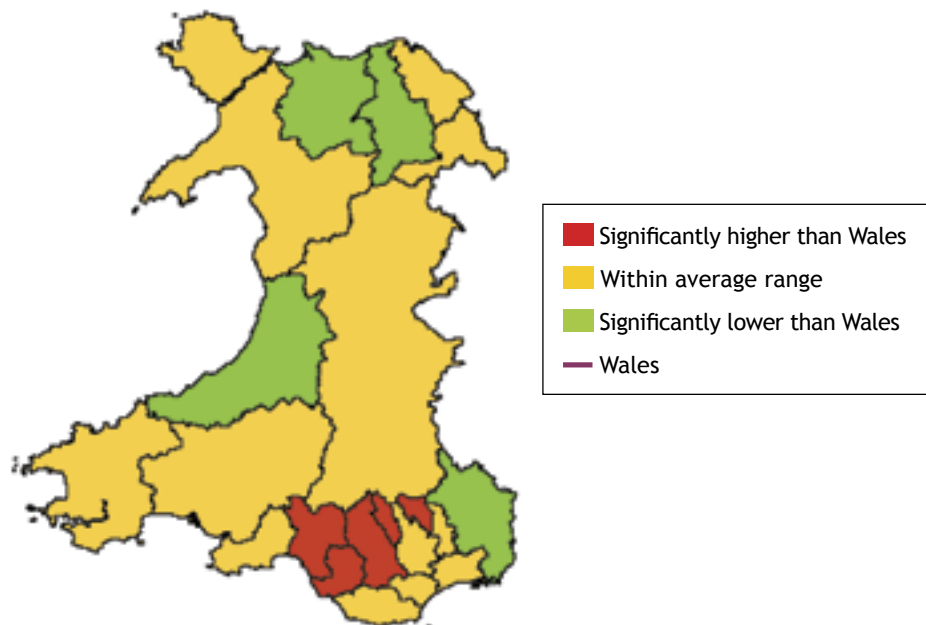 Significantly higher than Wales
Within average range
Significantly lower than Wales
Wales